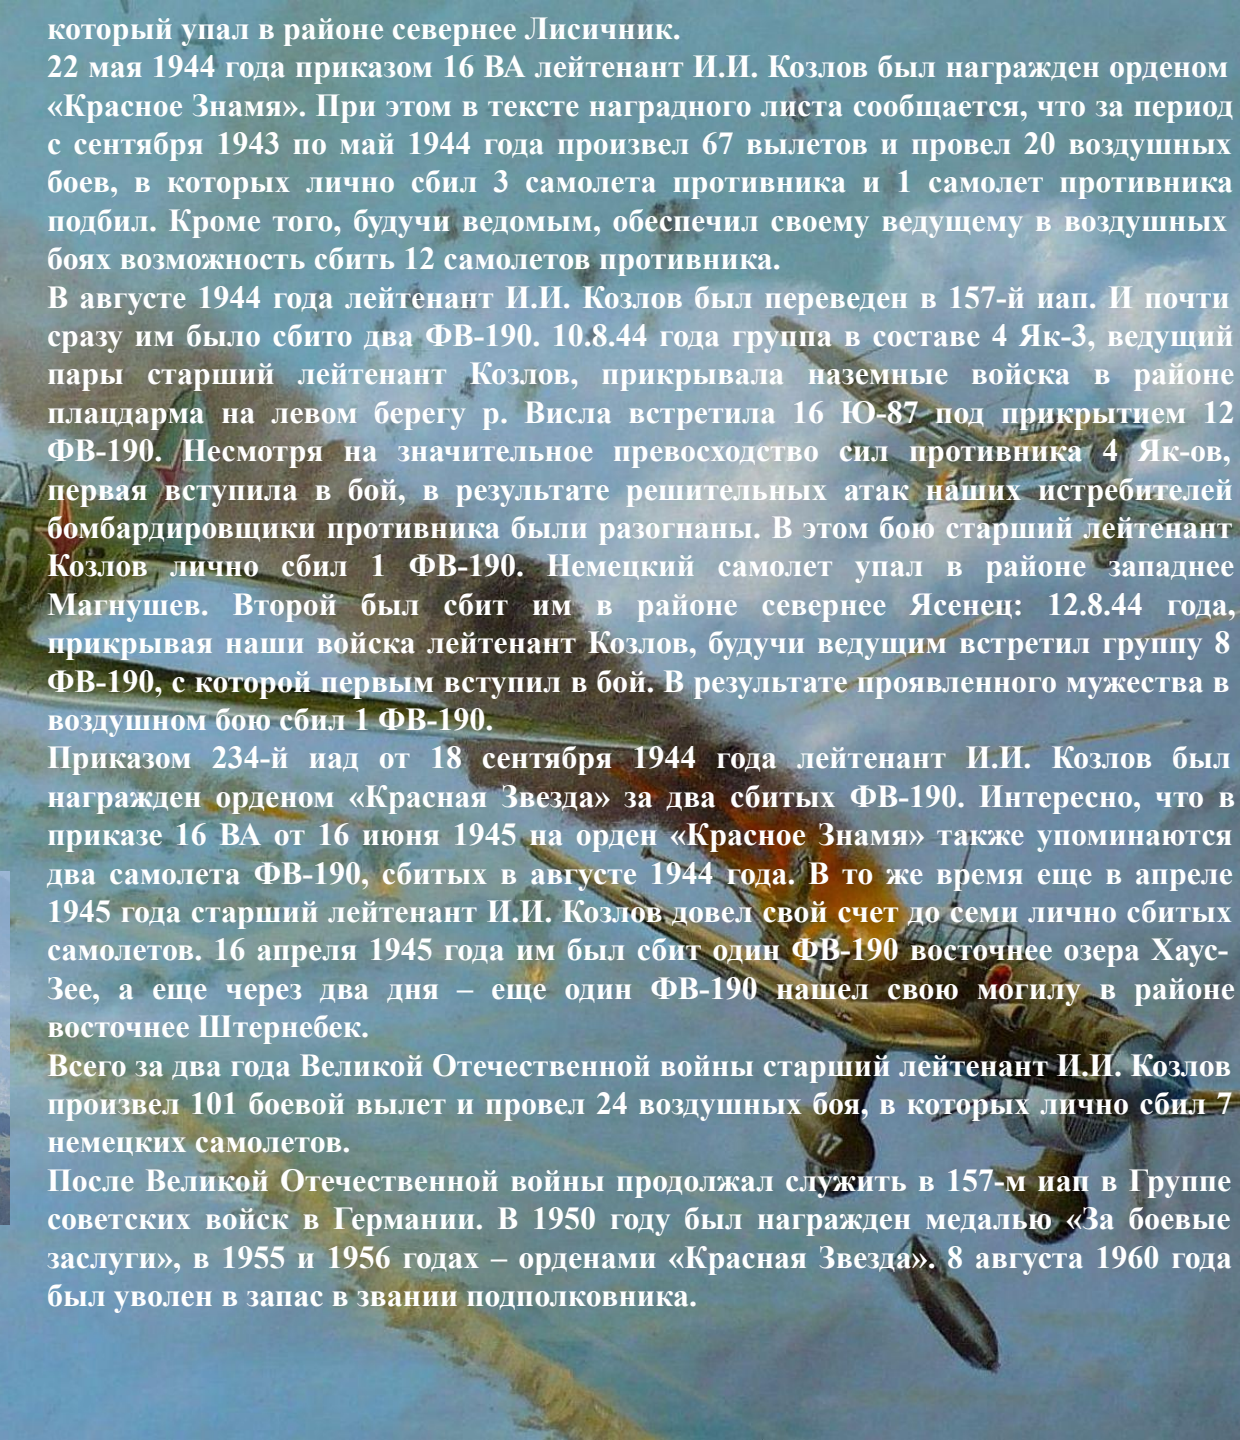 который упал в районе севернее Лисичник.
22 мая 1944 года приказом 16 ВА лейтенант И.И. Козлов был награжден орденом
«Красное Знамя». При этом в тексте наградного листа сообщается, что за период
с сентября 1943 по май 1944 года произвел 67 вылетов и провел 20 воздушных
боев, в которых лично сбил 3 самолета противника и 1 самолет противника
подбил. Кроме того, будучи ведомым, обеспечил своему ведущему в воздушных
боях возможность сбить 12 самолетов противника.
В августе 1944 года лейтенант И.И. Козлов был переведен в 157-й иап. И почти
сразу им было сбито два ФВ-190. 10.8.44 года группа в составе 4 Як-3, ведущий
пары старший лейтенант Козлов, прикрывала наземные войска в районе
плацдарма на левом берегу р. Висла встретила 16 Ю-87 под прикрытием 12
ФВ-190. Несмотря на значительное превосходство сил противника 4 Як-ов,
первая вступила в бой, в результате решительных атак наших истребителей
бомбардировщики противника были разогнаны. В этом бою старший лейтенант
Козлов лично сбил 1 ФВ-190. Немецкий самолет упал в районе западнее
Магнушев. Второй был сбит им в районе севернее Ясенец: 12.8.44 года,
прикрывая наши войска лейтенант Козлов, будучи ведущим встретил группу 8
ФВ-190, с которой первым вступил в бой. В результате проявленного мужества в
воздушном бою сбил 1 ФВ-190.
Приказом 234-й иад от 18 сентября 1944 года лейтенант И.И. Козлов был
награжден орденом «Красная Звезда» за два сбитых ФВ-190. Интересно, что в
приказе 16 ВА от 16 июня 1945 на орден «Красное Знамя» также упоминаются
два самолета ФВ-190, сбитых в августе 1944 года. В то же время еще в апреле
1945 года старший лейтенант И.И. Козлов довел свой счет до семи лично сбитых
самолетов. 16 апреля 1945 года им был сбит один ФВ-190 восточнее озера Хаус-
Зее, а еще через два дня – еще один ФВ-190 нашел свою могилу в районе
восточнее Штернебек.
Всего за два года Великой Отечественной войны старший лейтенант И.И. Козлов
произвел 101 боевой вылет и провел 24 воздушных боя, в которых лично сбил 7
немецких самолетов.
После Великой Отечественной войны продолжал служить в 157-м иап в Группе
советских войск в Германии. В 1950 году был награжден медалью «За боевые
заслуги», в 1955 и 1956 годах – орденами «Красная Звезда». 8 августа 1960 года
был уволен в запас в звании подполковника.
6
17